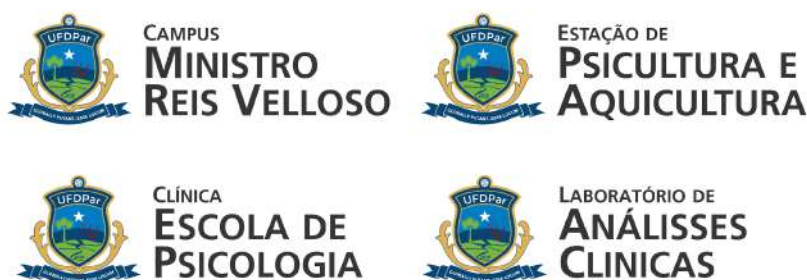 UFDPar
CAMPUS
MINISTRO
REIS VELLOSO
UFDPar
ESTAÇÃO DE
PSICULTURA E
AQUICULTURA
UFDPar
CLÍNICA
ESCOLA DE
PSICOLOGIA
UFDPar
LABORATÓRIO DE
ANÁLISSES
CLINICAS